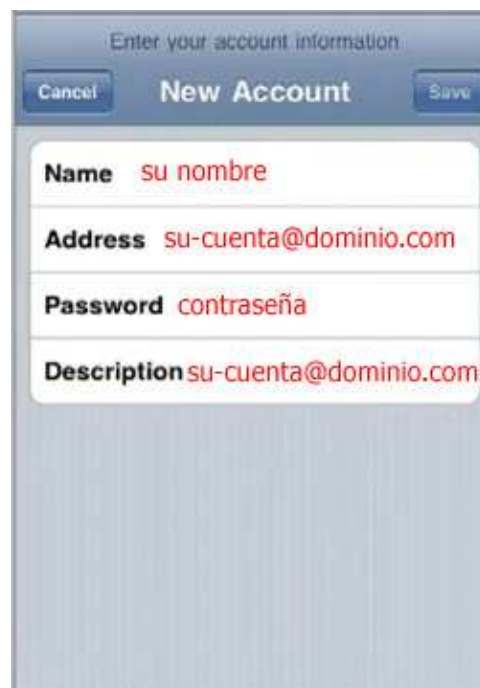 Enter your account information
Cancel New Account Save
Name su nombre
Address su-cuenta@dominio.com
Password contraseña
Description su-cuenta@dominio.com